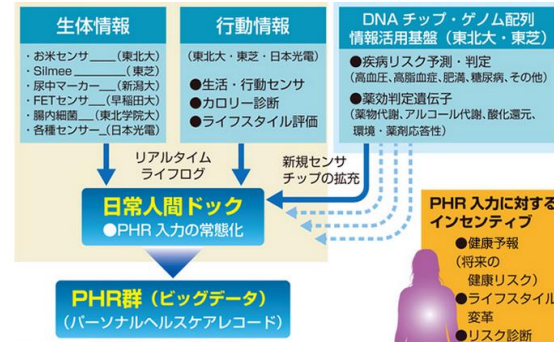 生体情報
・お米センサ____(東北大)
・Silmee________(東芝)
・尿中マーカー__(新潟大)
・FETセンサ__(早稲田大)
・腸内細菌__(東北学院大)
・各種センサー_(日本光電)
行動情報
(東北大・東芝・日本光電)
●生活・行動センサ
●カロリー診断
●ライフスタイル評価
DNAチップ・ゲノム配列
情報活用基盤(東北大・東芝)
●疾病リスク予測・判定
(高血圧、高脂血症、肥満、糖尿病、その他)
●薬効判定遺伝子
(薬物代謝、アルコール代謝、酸化還元、
環境・薬剤応答性)
リアルタイム
ライフログ
新規センサ
チップの拡充
日常人間ドック
●PHR入力の常態化
PHR群(ビッグデータ)
(パーソナルヘルスケアレコード)
PHR入力に対する
インセンティブ
●健康予報
(将来の
健康リスク)
●ライフスタイル
変革
●リスク診断